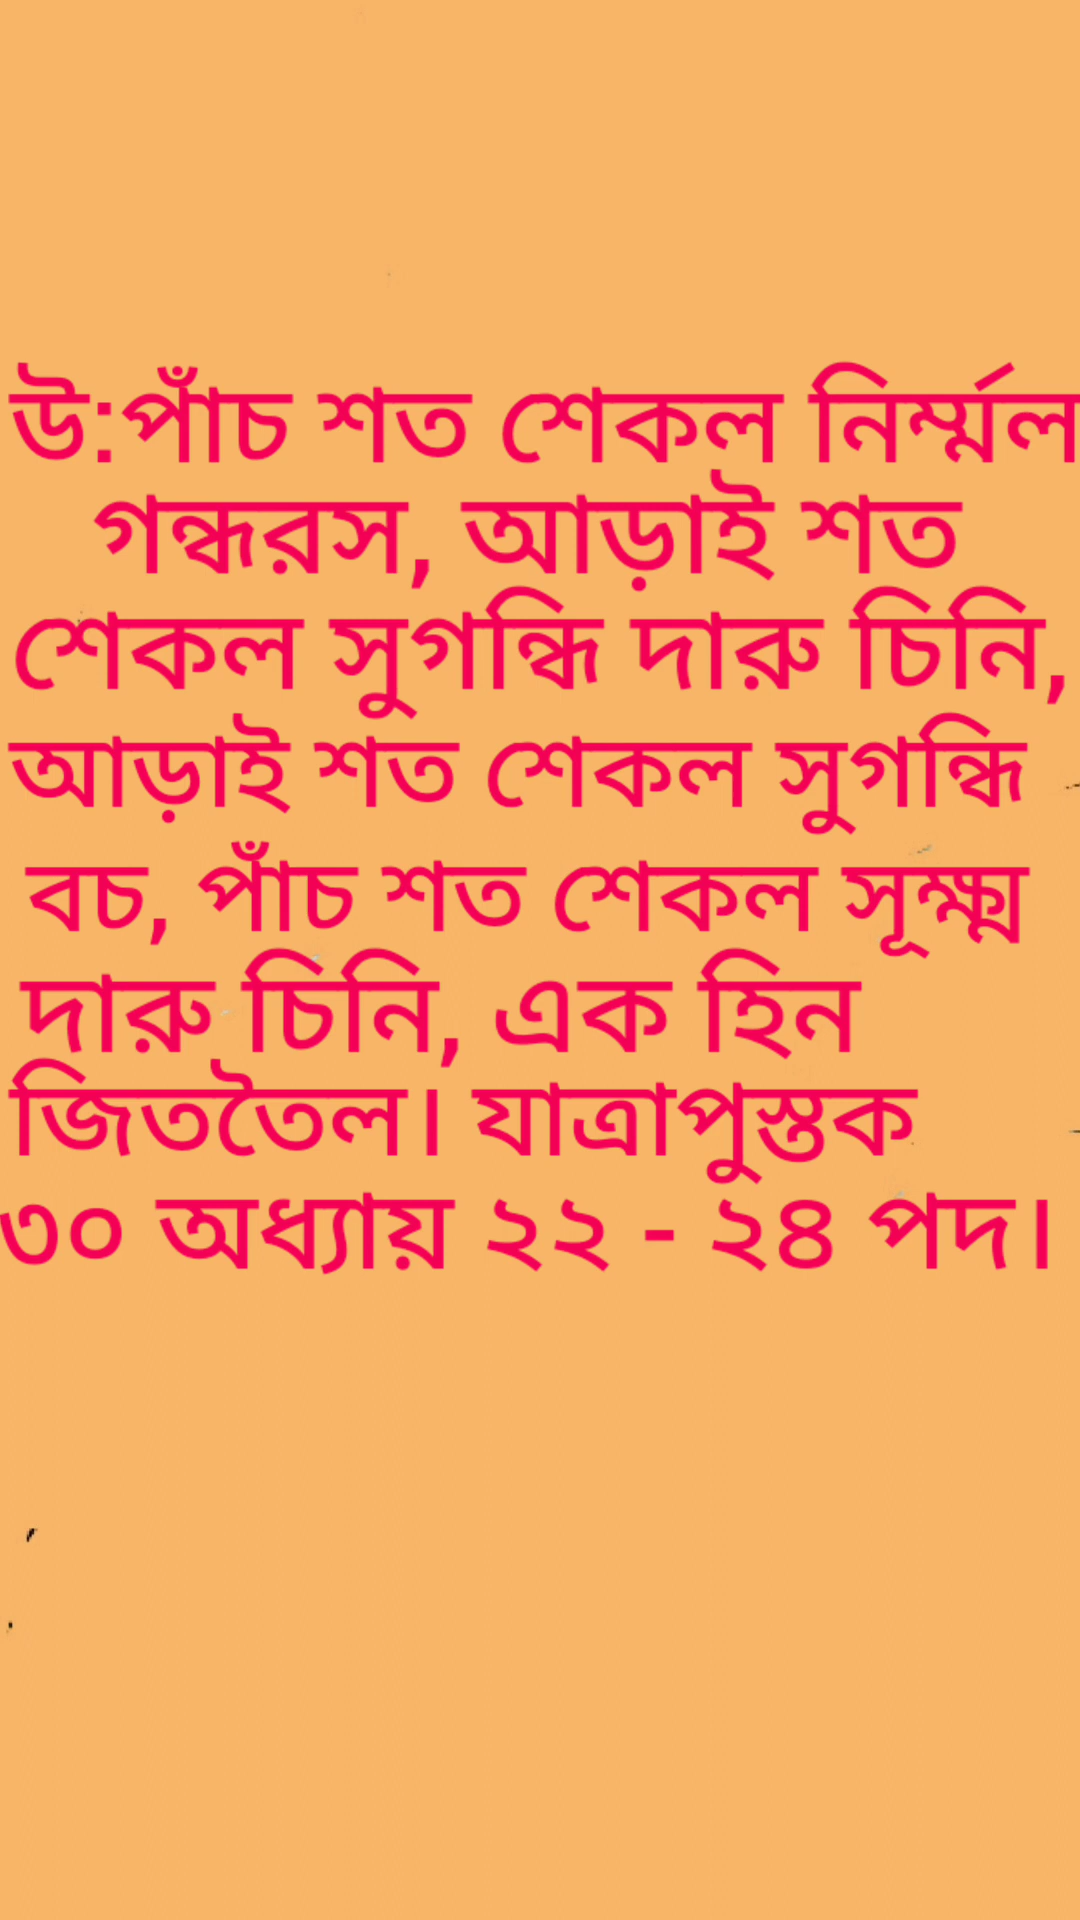 উ:পাঁচ শত শেকল নির্ম্মল
গন্ধরস, আড়াই শত
শেকল সুগন্ধি দারু চিনি,
আড়াই শত শেকল সুগন্ধি
বচ, পাঁচ শত শেকল সূক্ষ্ম
দারু চিনি, এক হিন
জিততৈল। যাত্রাপুস্তক
৩০ অধ্যায় ২২ - ২৪ পদ।